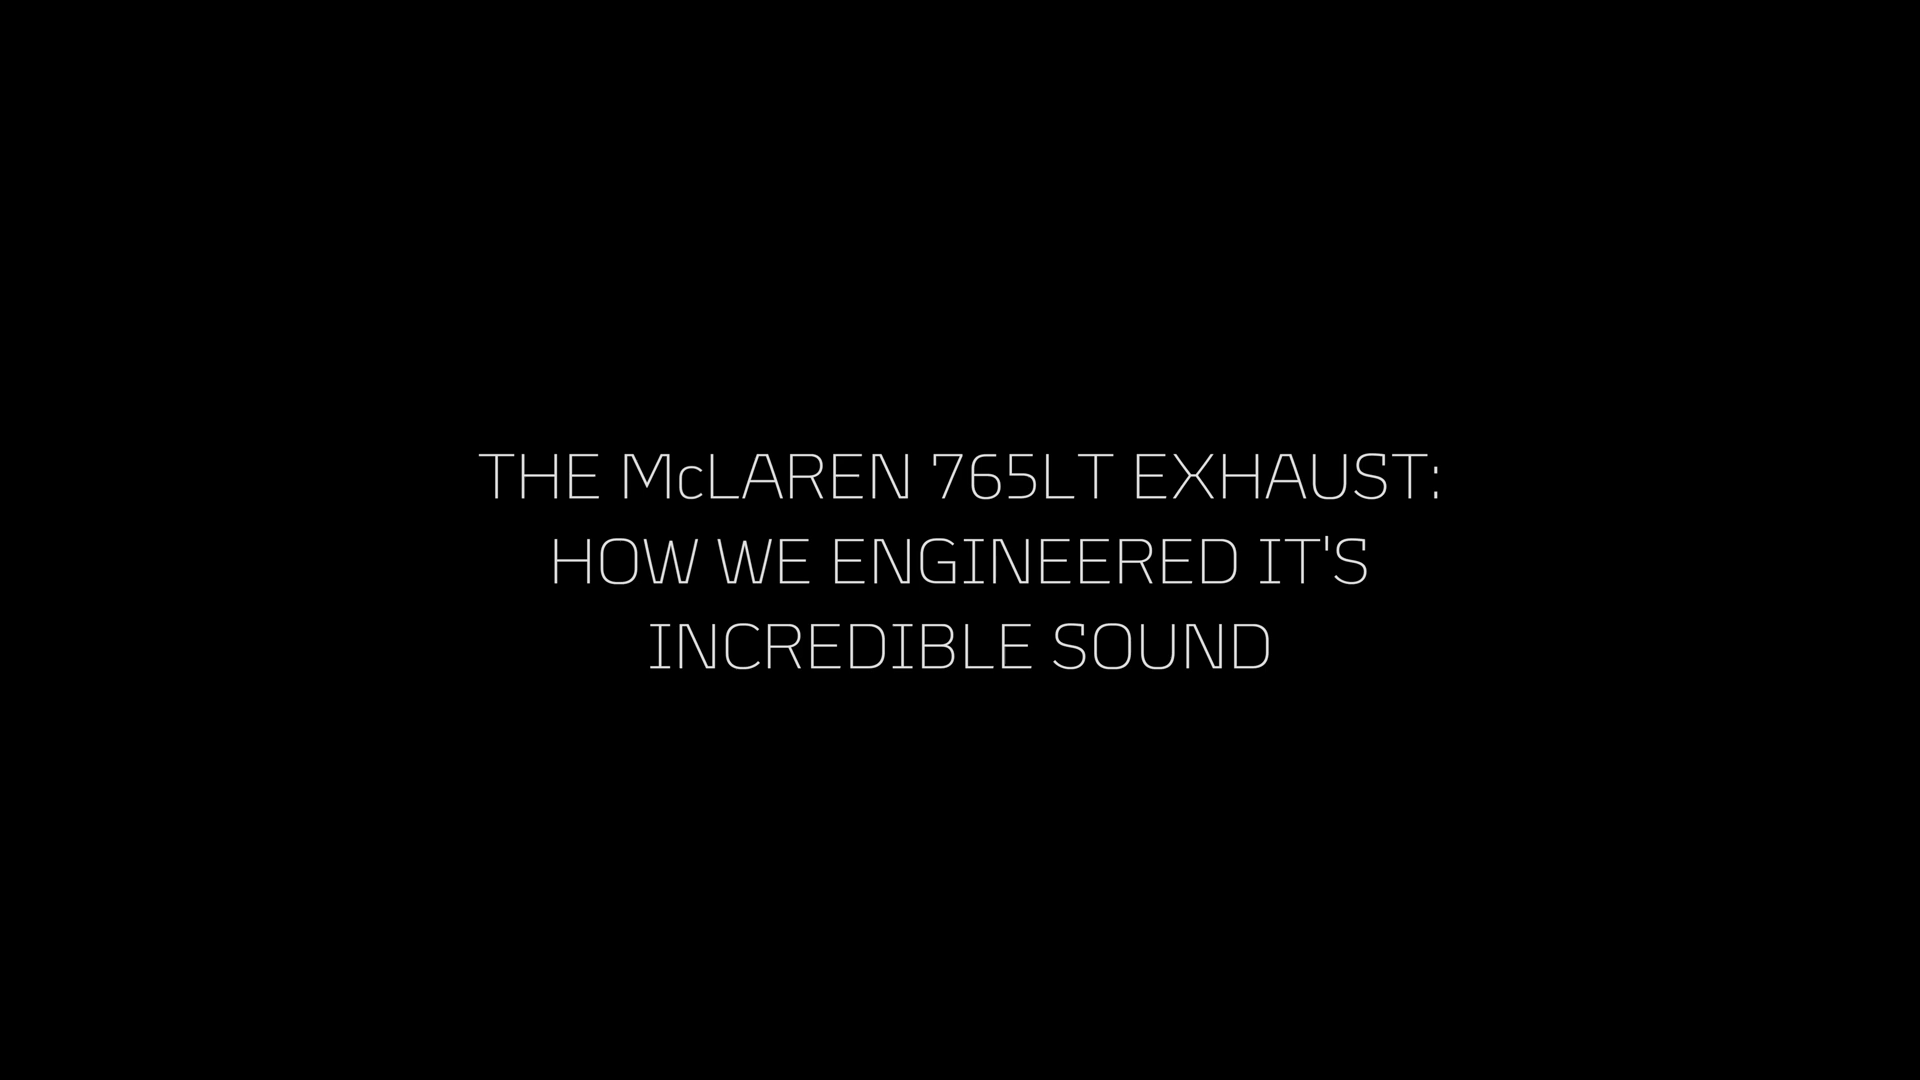 THE McLAREN 765LT EXHAUST:
HOW WE ENGINEERED IT'S
INCREDIBLE SOUND